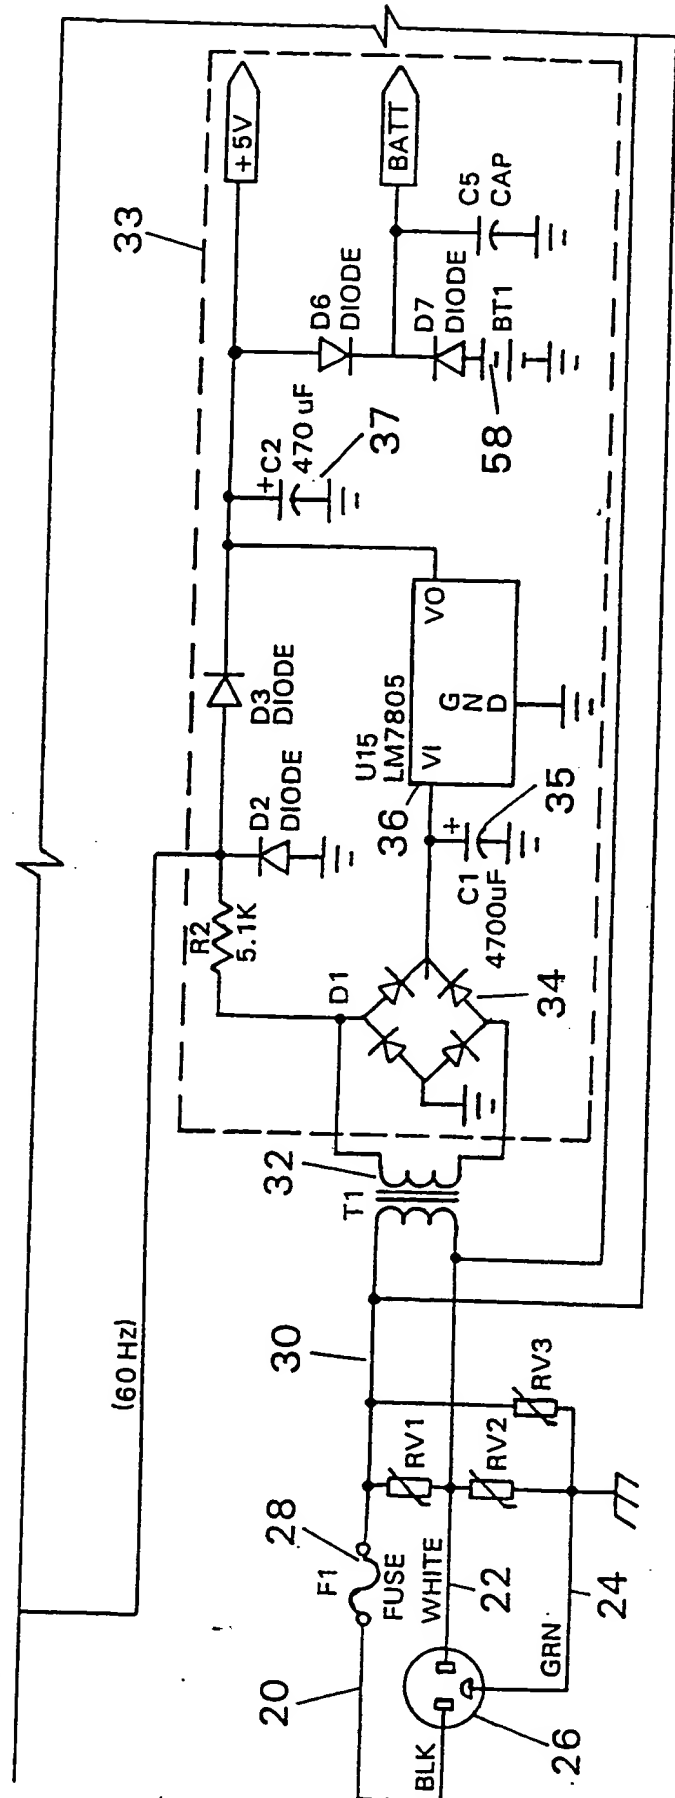 33
+5V
BATT
D6
DIODE
D7
DIODE
C5
CAP
BT1
58
+
C2
470 uF
37
D3
DIODE
D2
DIODE
R2
5.1K
U15
LM7805
VI
VO
GND
36
+
C1
4700uF
35
D1
34
32
T1
(60 Hz)
30
RV1
RV2
RV3
28
F1
FUSE
20
WHITE
22
GRN
24
BLK
26